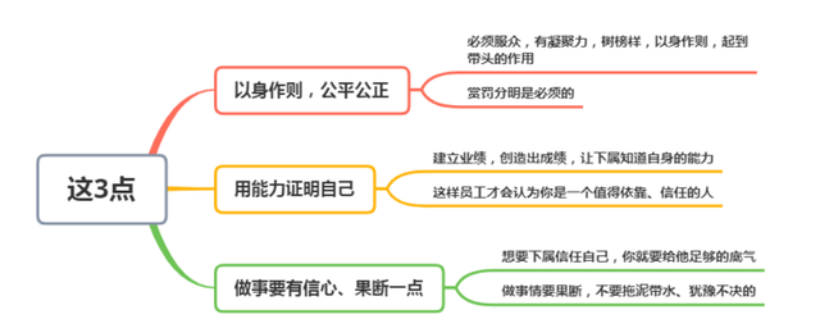 这3点
以身作则，公平公正
必须服众，有凝聚力，树榜样，以身作则，起到
带头的作用
赏罚分明是必须的
用能力证明自己
建立业绩，创造出成绩，让下属知道自身的能力
这样员工才会认为你是一个值得依靠、信任的人
做事要有信心、果断一点
想要下属信任自己，你就要给他足够的底气
做事情要果断，不要拖泥带水、犹豫不决的